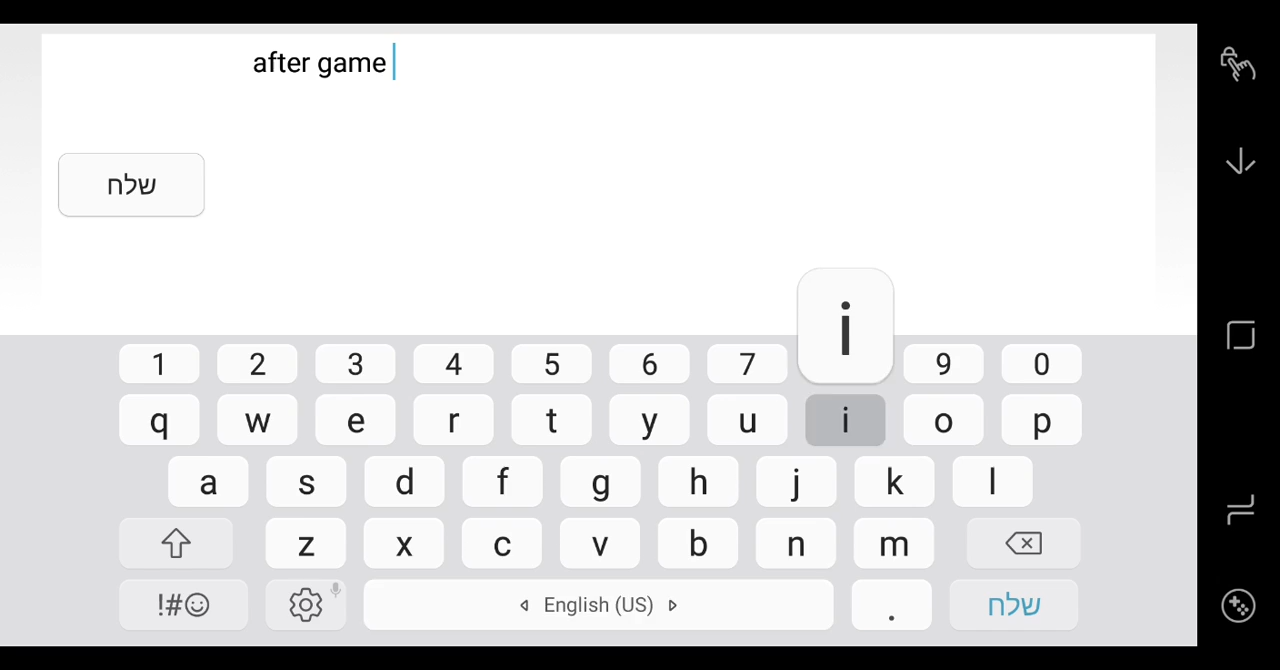 after game
שלח
i
1 2 3 4 5 6 7 9 0
q w e r t y u i o p
a s d f g h j k l
z x c v b n m
!#☺ English (US) . שלח